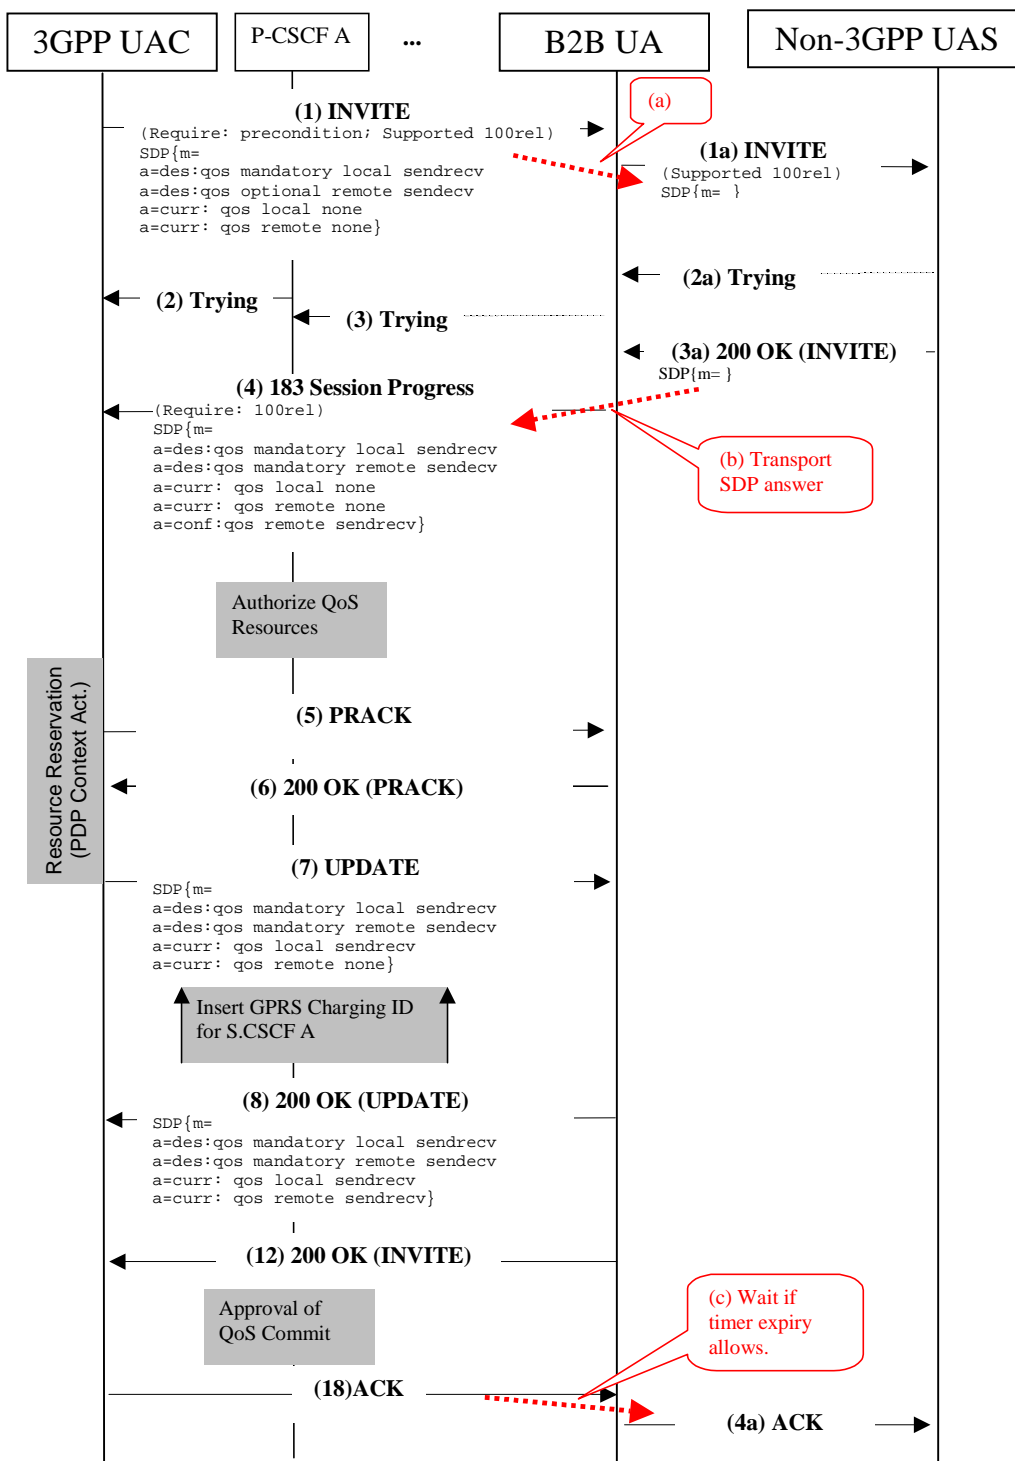 3GPP UAC
P-CSCF A
...
B2B UA
Non-3GPP UAS
(a)
(1) INVITE
(Require: precondition; Supported 100rel)
SDP{m=
a=des:qos mandatory local sendrecv
a=des:qos optional remote sendecv
a=curr: qos local none
a=curr: qos remote none}
(1a) INVITE
(Supported 100rel)
SDP{m= }
(2a) Trying
(2) Trying
(3) Trying
(3a) 200 OK (INVITE)
SDP{m= }
(4) 183 Session Progress
(Require: 100rel)
SDP{m=
a=des:qos mandatory local sendrecv
a=des:qos mandatory remote sendecv
a=curr: qos local none
a=curr: qos remote none
a=conf:qos remote sendrecv}
(b) Transport
SDP answer
Authorize QoS
Resources
Resource Reservation
(PDP Context Act.)
(5) PRACK
(6) 200 OK (PRACK)
(7) UPDATE
SDP{m=
a=des:qos mandatory local sendrecv
a=des:qos mandatory remote sendecv
a=curr: qos local sendrecv
a=curr: qos remote none}
Insert GPRS Charging ID
for S.CSCF A
(8) 200 OK (UPDATE)
SDP{m=
a=des:qos mandatory local sendrecv
a=des:qos mandatory remote sendecv
a=curr: qos local sendrecv
a=curr: qos remote sendrecv}
(12) 200 OK (INVITE)
Approval of
QoS Commit
(c) Wait if
timer expiry
allows.
(18)ACK
(4a) ACK